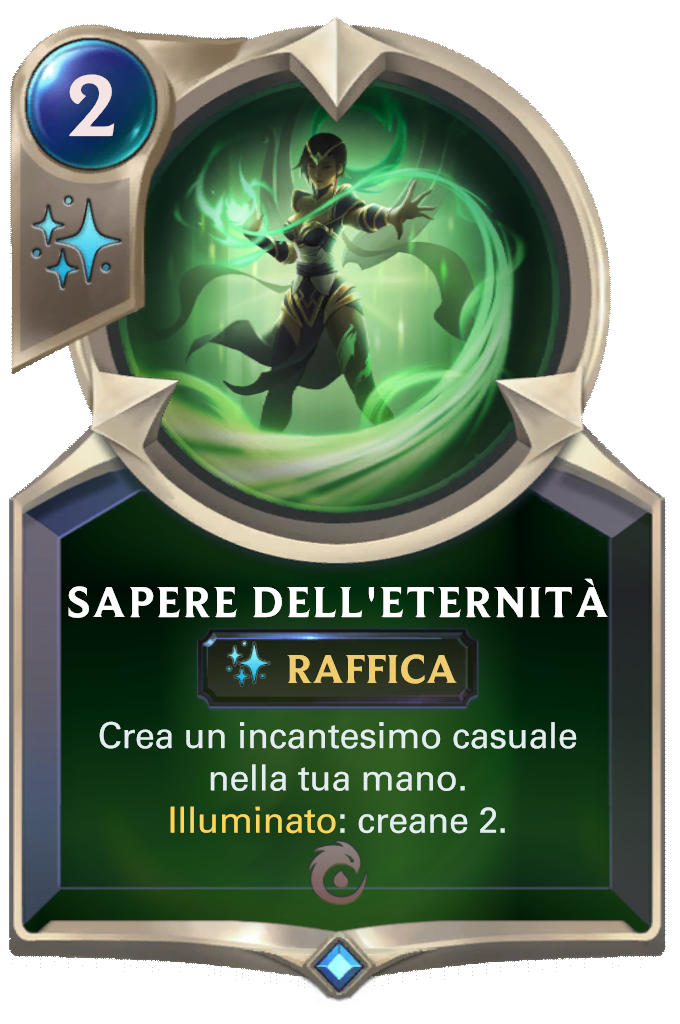 2
SAPERE DELL'ETERNITÀ
RAFFICA
Crea un incantesimo casuale
nella tua mano.
Illuminato: creane 2.